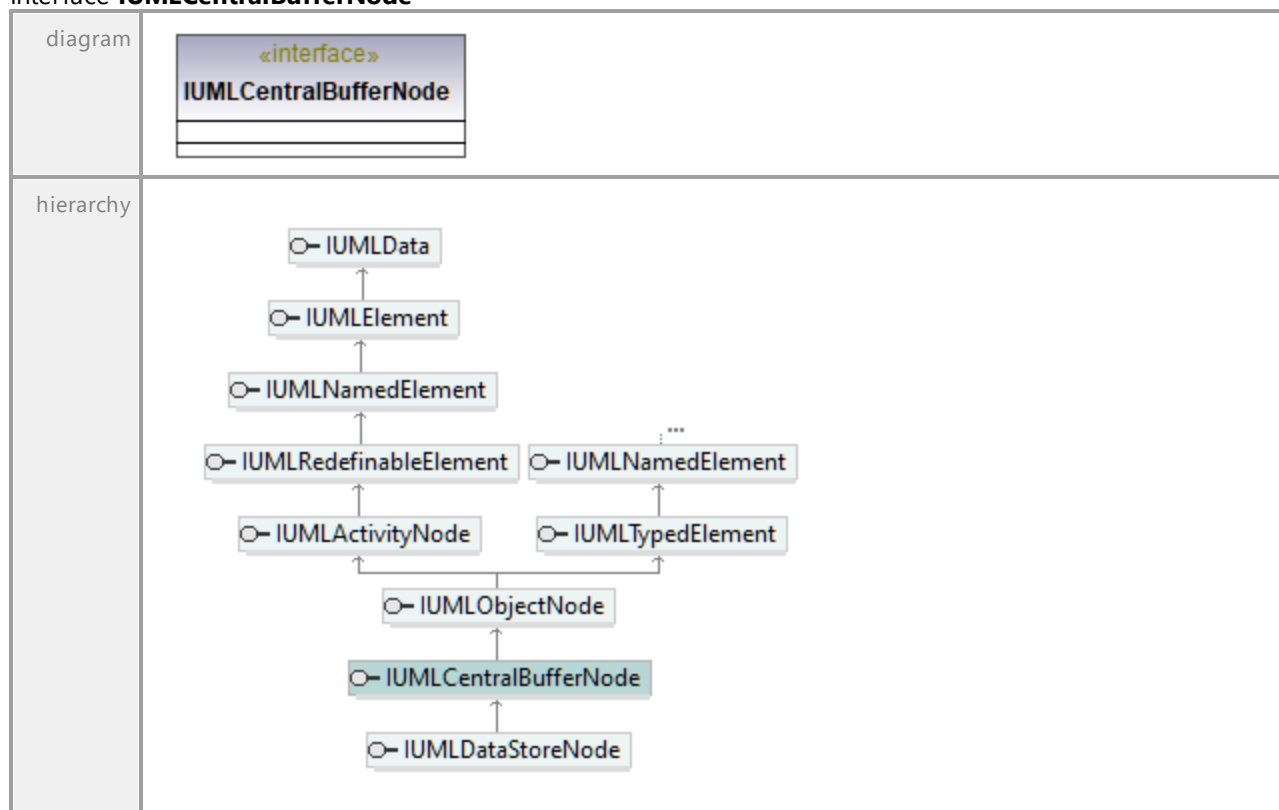 interface IUMLCentralBufferNode
diagram
«interface»
IUMLCentralBufferNode
hierarchy
IUMLData
IUMLElement
IUMLNamedElement
...
IUMLRedefinableElement IUMLNamedElement
IUMLActivityNode IUMLTypedElement
IUMLObjectNode
IUMLCentralBufferNode
IUMLDataStoreNode